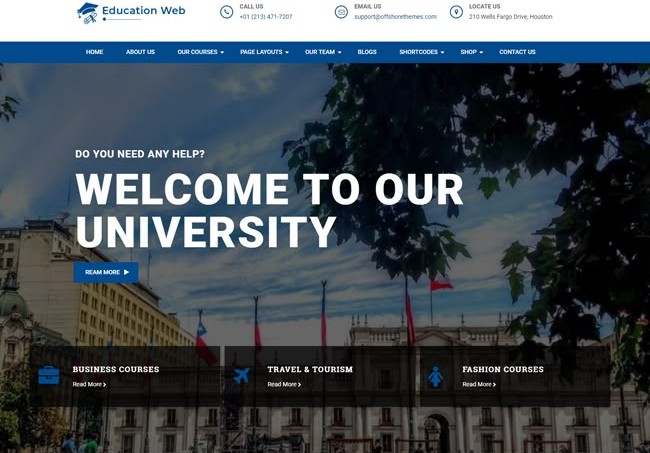 Education Web
CALL US
+01 (213) 471-7207
EMAIL US
support@offshorethemes.com
LOCATE US
210 Wells Fargo Drive, Houston
HOME ABOUT US OUR COURSES PAGE LAYOUTS OUR TEAM BLOGS SHORTCODES SHOP CONTACT US
DO YOU NEED ANY HELP?
WELCOME TO OUR
UNIVERSITY
REAM MORE
BUSINESS COURSES
Read More
TRAVEL & TOURISM
Read More
FASHION COURSES
Read More